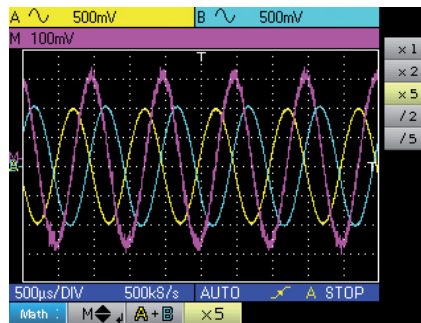 A 500mV B 500mV
M 100mV
T
×1
×2
×5
/2
/5
M
T
500µs/DIV 500kS/s AUTO A STOP
Math : M A+B ×5